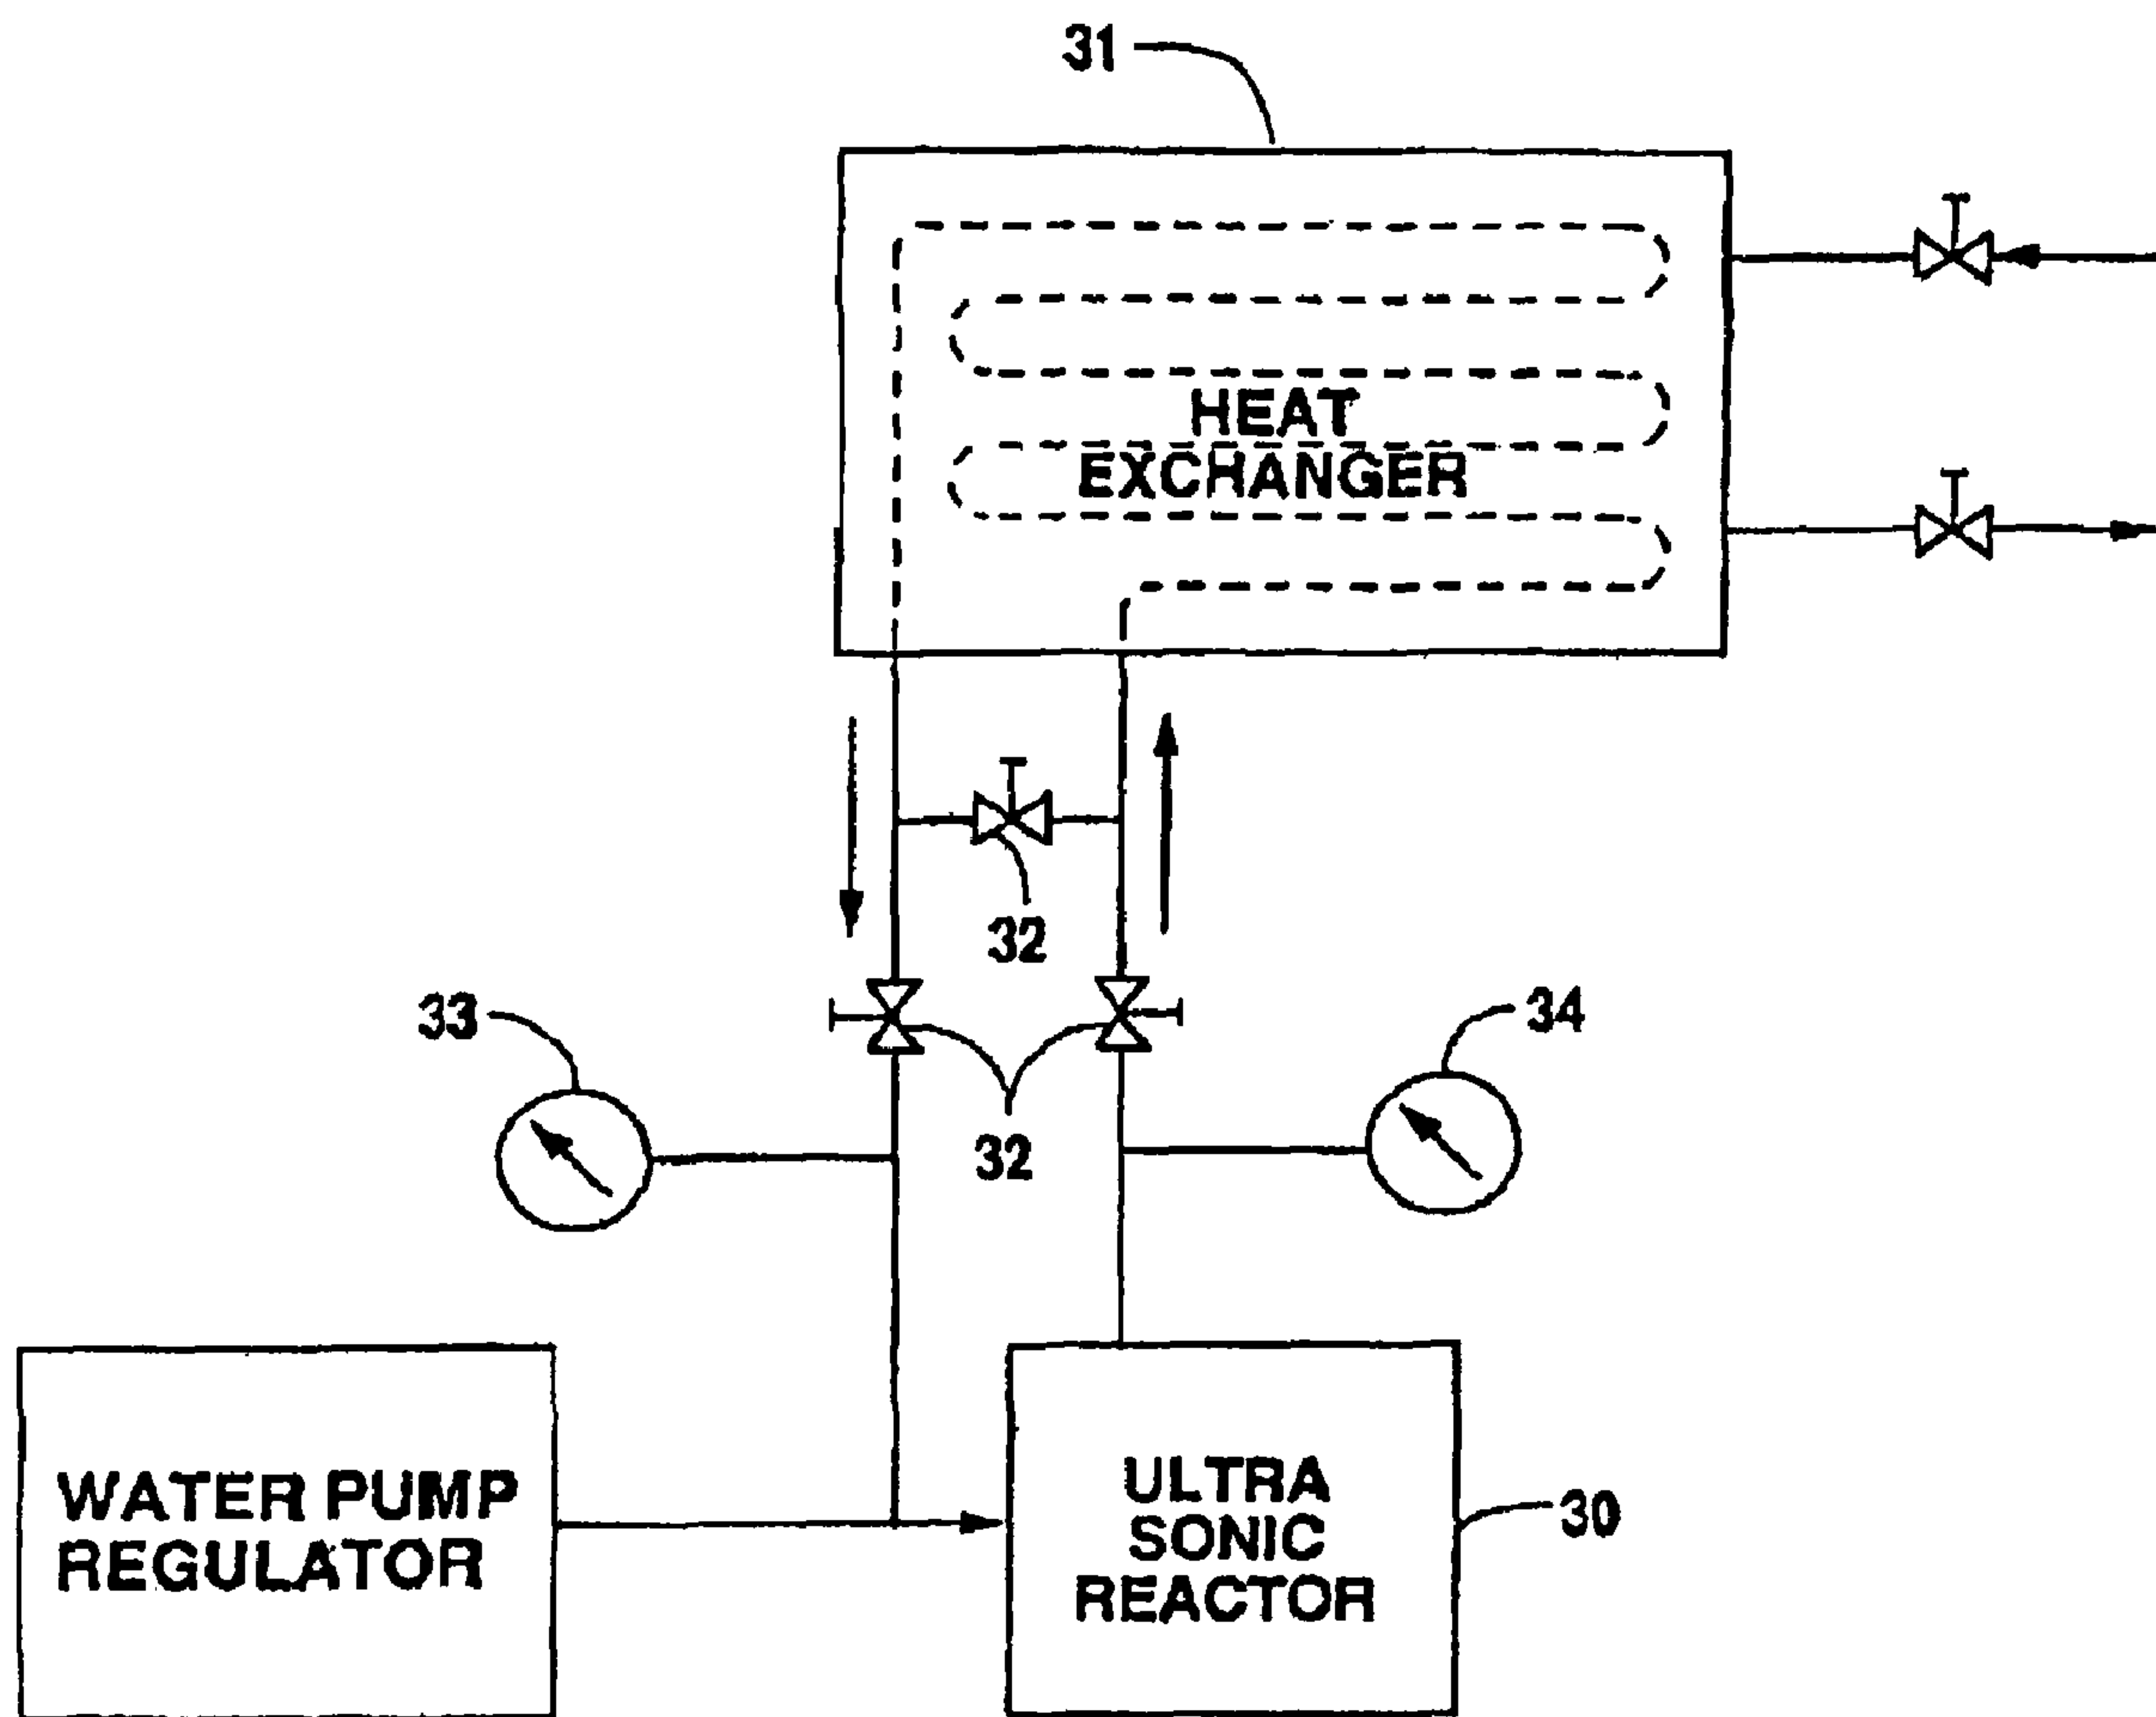 31
HEAT
EXCHANGER
32
33
34
32
WATER PUMP
REGULATOR
ULTRA
SONIC
REACTOR
30